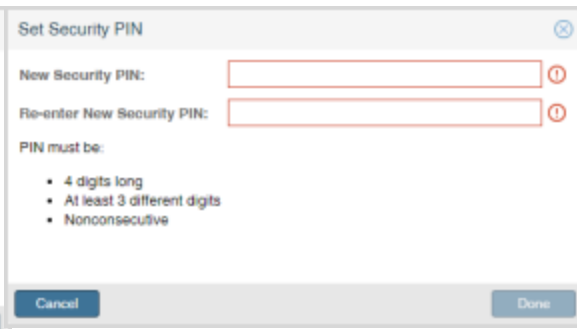 Set Security PIN
New Security PIN:
Re-enter New Security PIN:
PIN must be:
• 4 digits long
• At least 3 different digits
• Nonconsecutive
Cancel Done